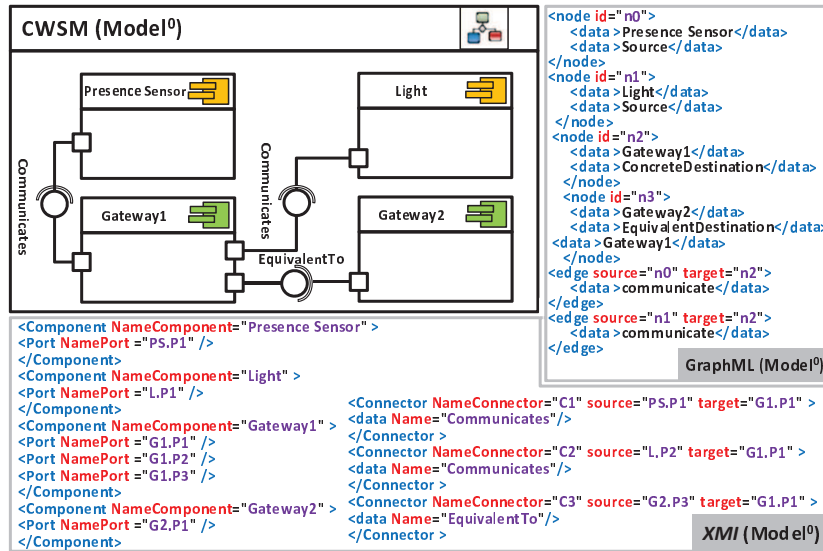 CWSM (Model⁰)
Presence Sensor
Light
Communicates
Communicates
Gateway1
Gateway2
EquivalentTo
<node id="n0">
<data >Presence Sensor</data>
<data >Source</data>
</node>
<node id="n1">
<data >Light</data>
<data >Source</data>
</node>
<node id="n2">
<data >Gateway1</data>
<data >ConcreteDestination</data>
</node>
<node id="n3">
<data >Gateway2</data>
<data >EquivalentDestination</data>
<data >Gateway1</data>
</node>
<edge source="n0" target="n2">
<data >communicate</data>
</edge>
<edge source="n1" target="n2">
<data >communicate</data>
</edge>
GraphML (Model⁰)
<Component NameComponent="Presence Sensor" >
<Port NamePort ="PS.P1" />
</Component>
<Component NameComponent="Light" >
<Port NamePort ="L.P1" />
</Component>
<Component NameComponent="Gateway1" >
<Port NamePort ="G1.P1" />
<Port NamePort ="G1.P2" />
<Port NamePort ="G1.P3" />
</Component>
<Component NameComponent="Gateway2" >
<Port NamePort ="G2.P1" />
</Component>
<Connector NameConnector="C1" source="PS.P1" target="G1.P1" >
<data Name="Communicates"/>
</Connector >
<Connector NameConnector="C2" source="L.P2" target="G1.P1" >
<data Name="Communicates"/>
</Connector >
<Connector NameConnector="C3" source="G2.P3" target="G1.P1" >
<data Name="EquivalentTo"/>
</Connector >
XMI (Model⁰)